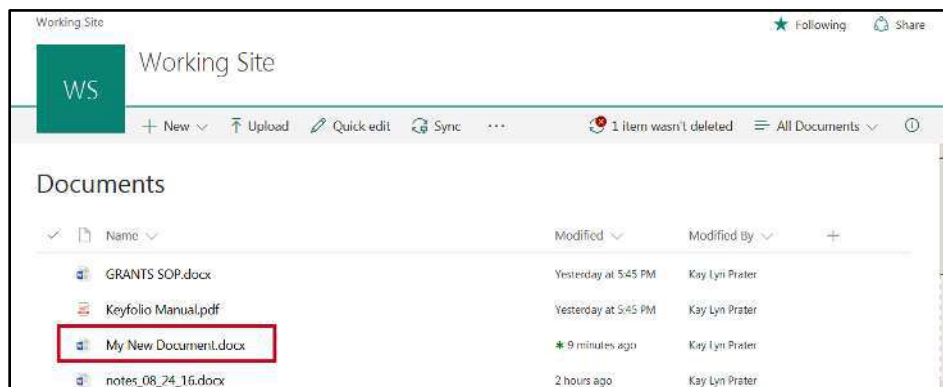 Working Site
Following Share
WS
Working Site
New Upload Quick edit Sync ... 1 item wasn't deleted All Documents
Documents
Name Modified Modified By
GRANTS SOP.docx Yesterday at 5:45 PM Kay Lyn Prater
Keyfolio Manual.pdf Yesterday at 5:45 PM Kay Lyn Prater
My New Document.docx 9 minutes ago Kay Lyn Prater
notes_08_24_16.docx 2 hours ago Kay Lyn Prater